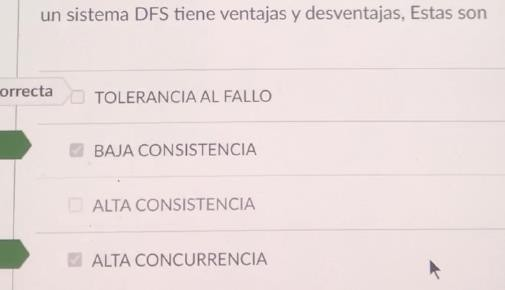 un sistema DFS tiene ventajas y desventajas, Estas son
orrecta
TOLERANCIA AL FALLO
BAJA CONSISTENCIA
ALTA CONSISTENCIA
ALTA CONCURRENCIA